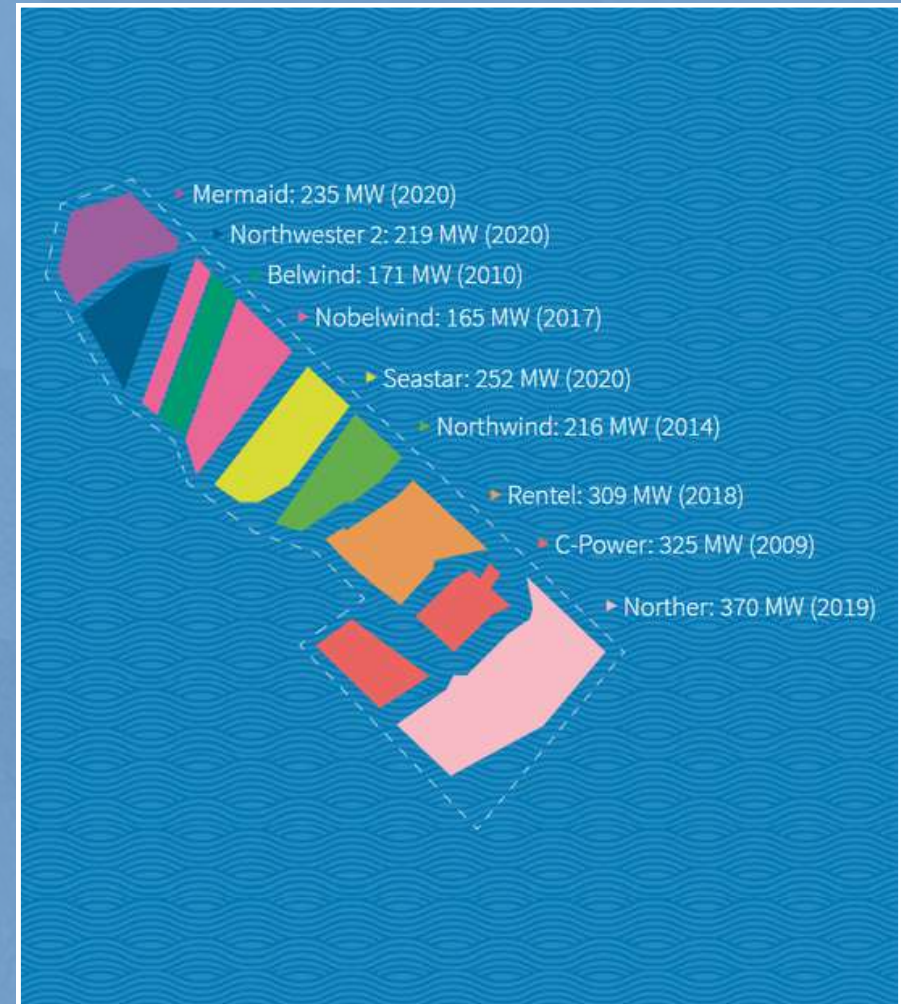 Mermaid: 235 MW (2020)
Northwester 2: 219 MW (2020)
Belwind: 171 MW (2010)
Nobelwind: 165 MW (2017)
Seastar: 252 MW (2020)
Northwind: 216 MW (2014)
Rentel: 309 MW (2018)
C-Power: 325 MW (2009)
Norther: 370 MW (2019)